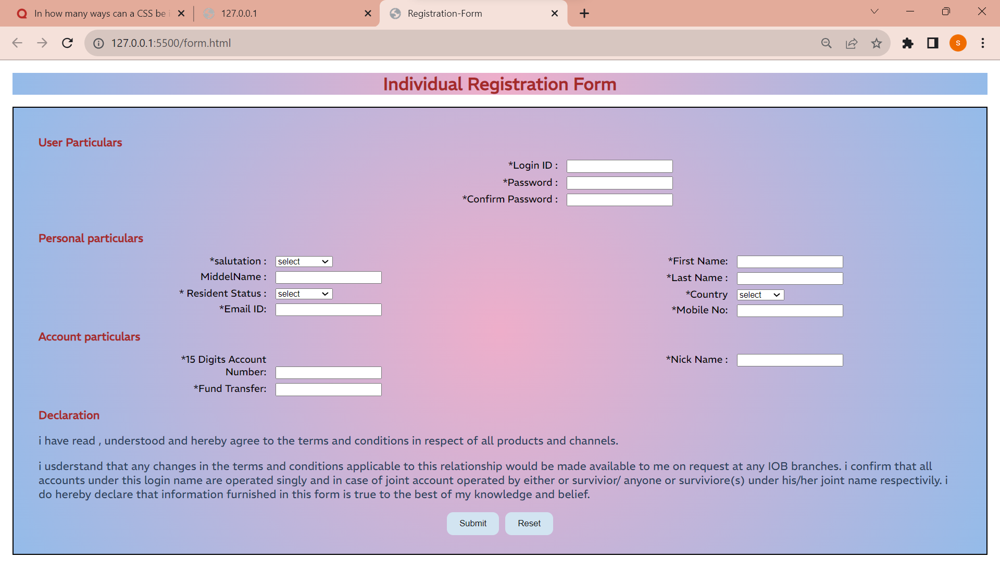 In how many ways can a CSS be i
127.0.0.1
Registration-Form
127.0.0.1:5500/form.html
S
Individual Registration Form
User Particulars
*Login ID :
*Password :
*Confirm Password :
Personal particulars
*salutation : select
*First Name:
MiddelName :
*Last Name :
* Resident Status : select
*Country select
*Email ID:
*Mobile No:
Account particulars
*15 Digits Account
Number:
*Nick Name :
*Fund Transfer:
Declaration
i have read , understood and hereby agree to the terms and conditions in respect of all products and channels.
i usderstand that any changes in the terms and conditions applicable to this relationship would be made available to me on request at any IOB branches. i confirm that all
accounts under this login name are operated singly and in case of joint account operated by either or survivior/ anyone or surviviore(s) under his/her joint name respectivily. i
do hereby declare that information furnished in this form is true to the best of my knowledge and belief.
Submit Reset